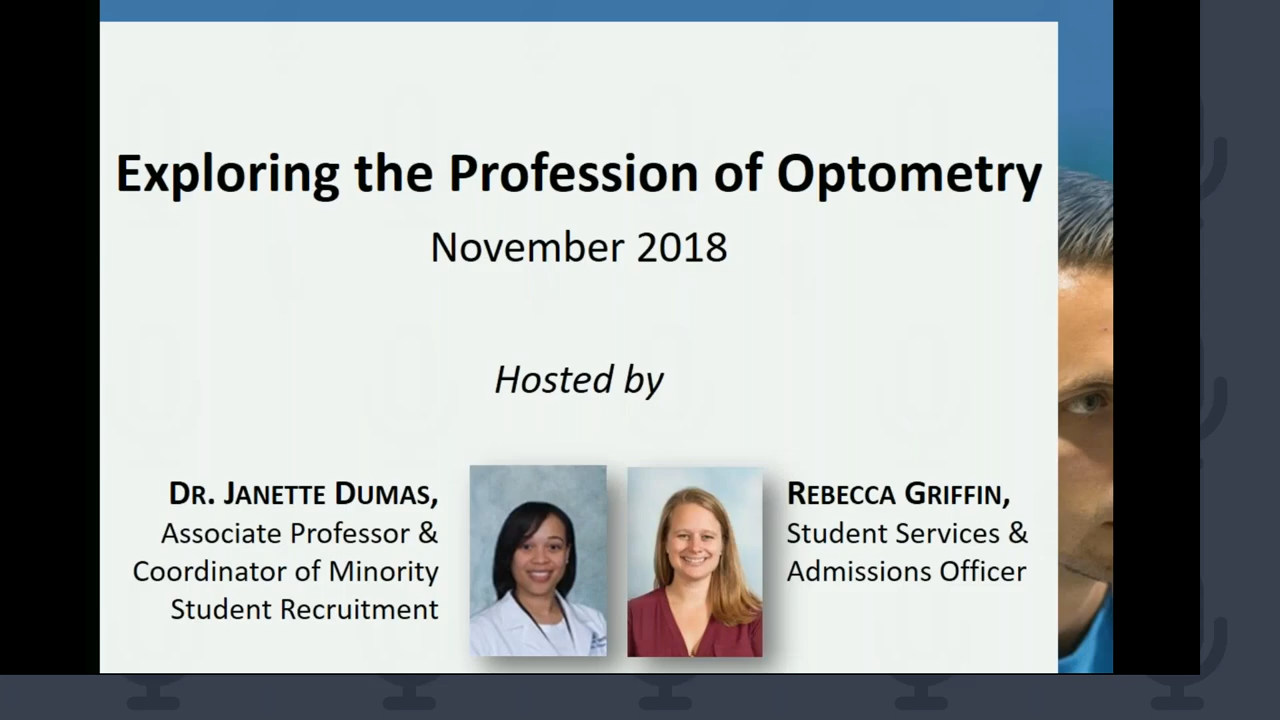 Exploring the Profession of Optometry
November 2018
Hosted by
DR. JANETTE DUMAS,
Associate Professor &
Coordinator of Minority
Student Recruitment
REBECCA GRIFFIN,
Student Services &
Admissions Officer